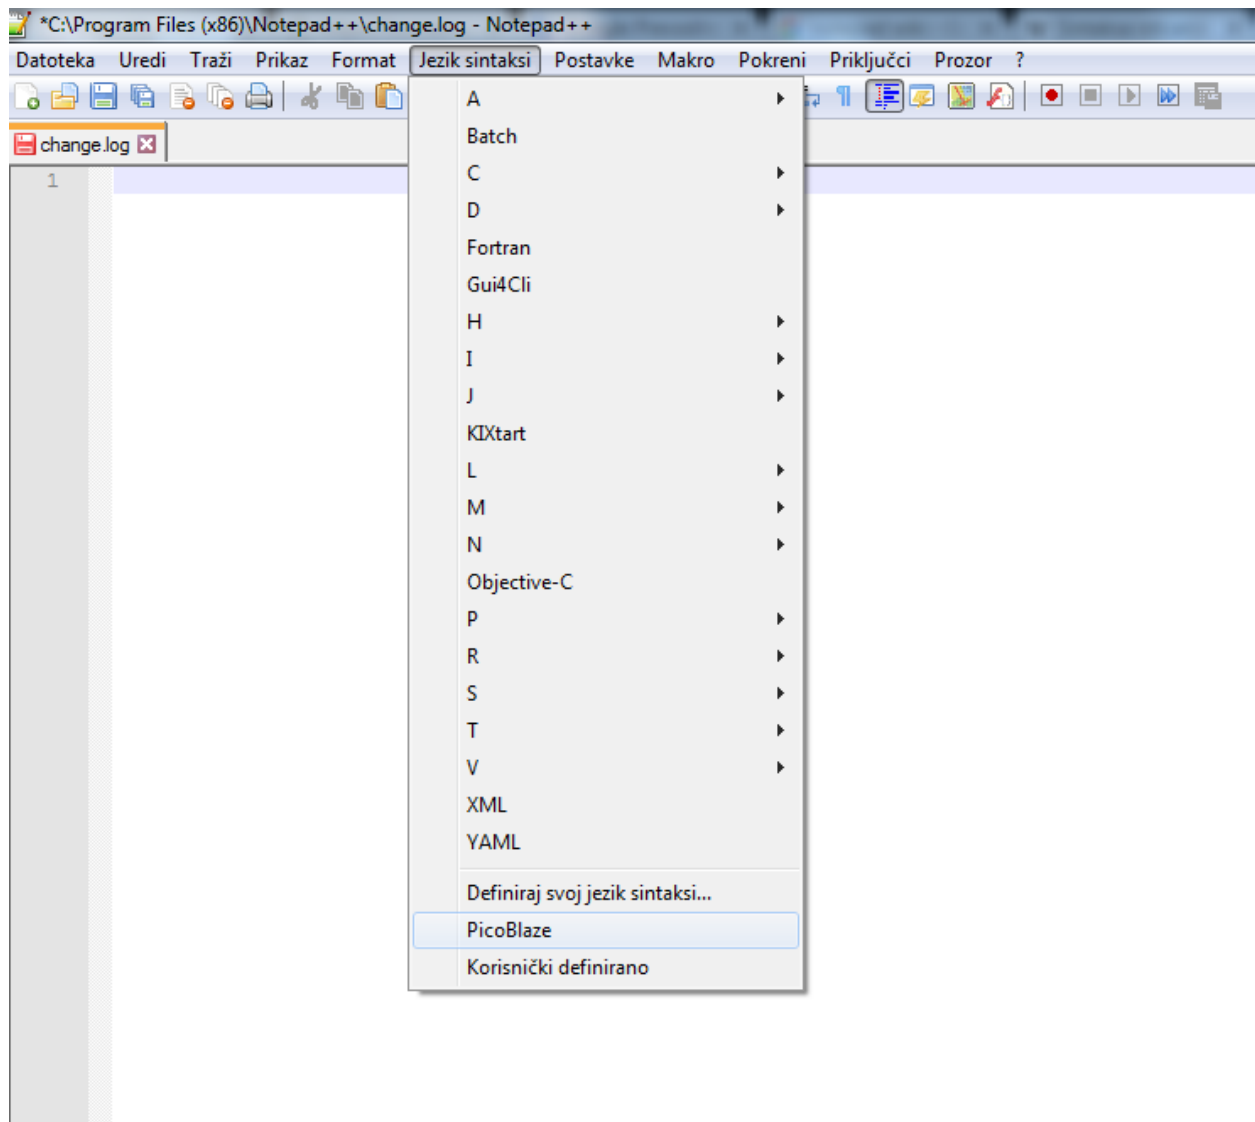 *C:\Program Files (x86)\Notepad++\change.log - Notepad++
Datoteka Uredi Traži Prikaz Format Jezik sintaksi Postavke Makro Pokreni Priključci Prozor ?
change.log
1
A
Batch
C
D
Fortran
Gui4Cli
H
I
J
KIXtart
L
M
N
Objective-C
P
R
S
T
V
XML
YAML
Definiraj svoj jezik sintaksi...
PicoBlaze
Korisnički definirano